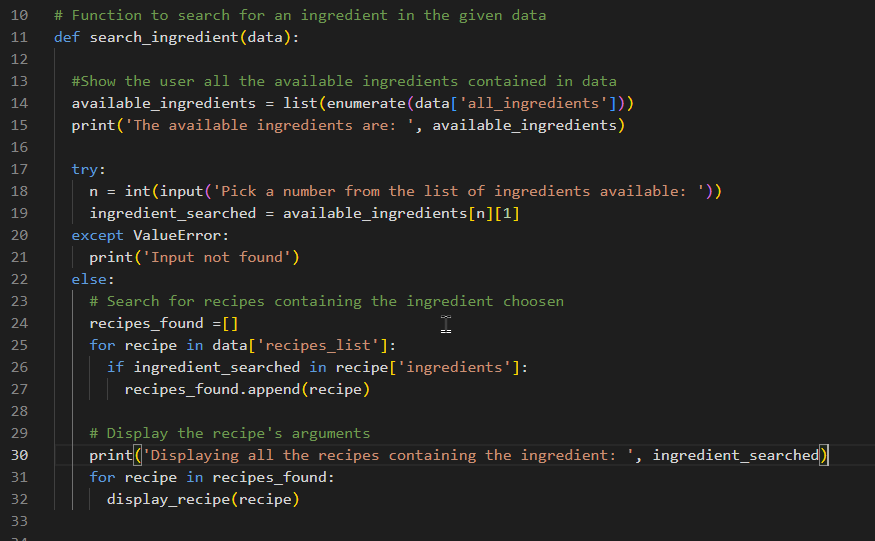 10 # Function to search for an ingredient in the given data
11 def search_ingredient(data):
12
13   #Show the user all the available ingredients contained in data
14   available_ingredients = list(enumerate(data['all_ingredients']))
15   print('The available ingredients are: ', available_ingredients)
16
17   try:
18     n = int(input('Pick a number from the list of ingredients available: '))
19     ingredient_searched = available_ingredients[n][1]
20   except ValueError:
21     print('Input not found')
22   else:
23     # Search for recipes containing the ingredient choosen
24     recipes_found =[]
25     for recipe in data['recipes_list']:
26       if ingredient_searched in recipe['ingredients']:
27         recipes_found.append(recipe)
28
29     # Display the recipe's arguments
30     print('Displaying all the recipes containing the ingredient: ', ingredient_searched)
31     for recipe in recipes_found:
32       display_recipe(recipe)
33